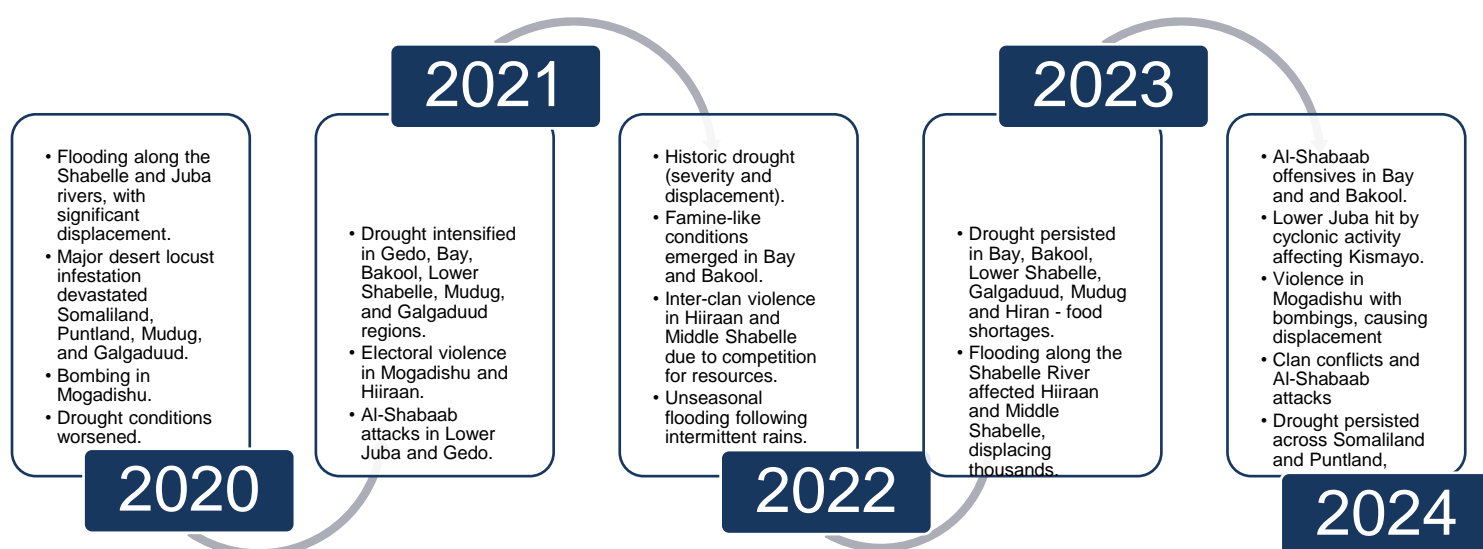 • Flooding along the
Shabelle and Juba
rivers, with
significant
displacement.
• Major desert locust
infestation
devastated
Somaliland,
Puntland, Mudug,
and Galgaduud.
• Bombing in
Mogadishu.
• Drought conditions
worsened.
2020
2021
• Drought intensified
in Gedo, Bay,
Bakool, Lower
Shabelle, Mudug,
and Galgaduud
regions.
• Electoral violence
in Mogadishu and
Hiiraan.
• Al-Shabaab
attacks in Lower
Juba and Gedo.
• Historic drought
(severity and
displacement).
• Famine-like
conditions
emerged in Bay
and Bakool.
• Inter-clan violence
in Hiiraan and
Middle Shabelle
due to competition
for resources.
• Unseasonal
flooding following
intermittent rains.
2022
2023
• Drought persisted
in Bay, Bakool,
Lower Shabelle,
Galgaduud, Mudug
and Hiran - food
shortages.
• Flooding along the
Shabelle River
affected Hiiraan
and Middle
Shabelle,
displacing
thousands.
• Al-Shabaab
offensives in Bay
and and Bakool.
• Lower Juba hit by
cyclonic activity
affecting Kismayo.
• Violence in
Mogadishu with
bombings, causing
displacement
• Clan conflicts and
Al-Shabaab
attacks
• Drought persisted
across Somaliland
and Puntland,
2024